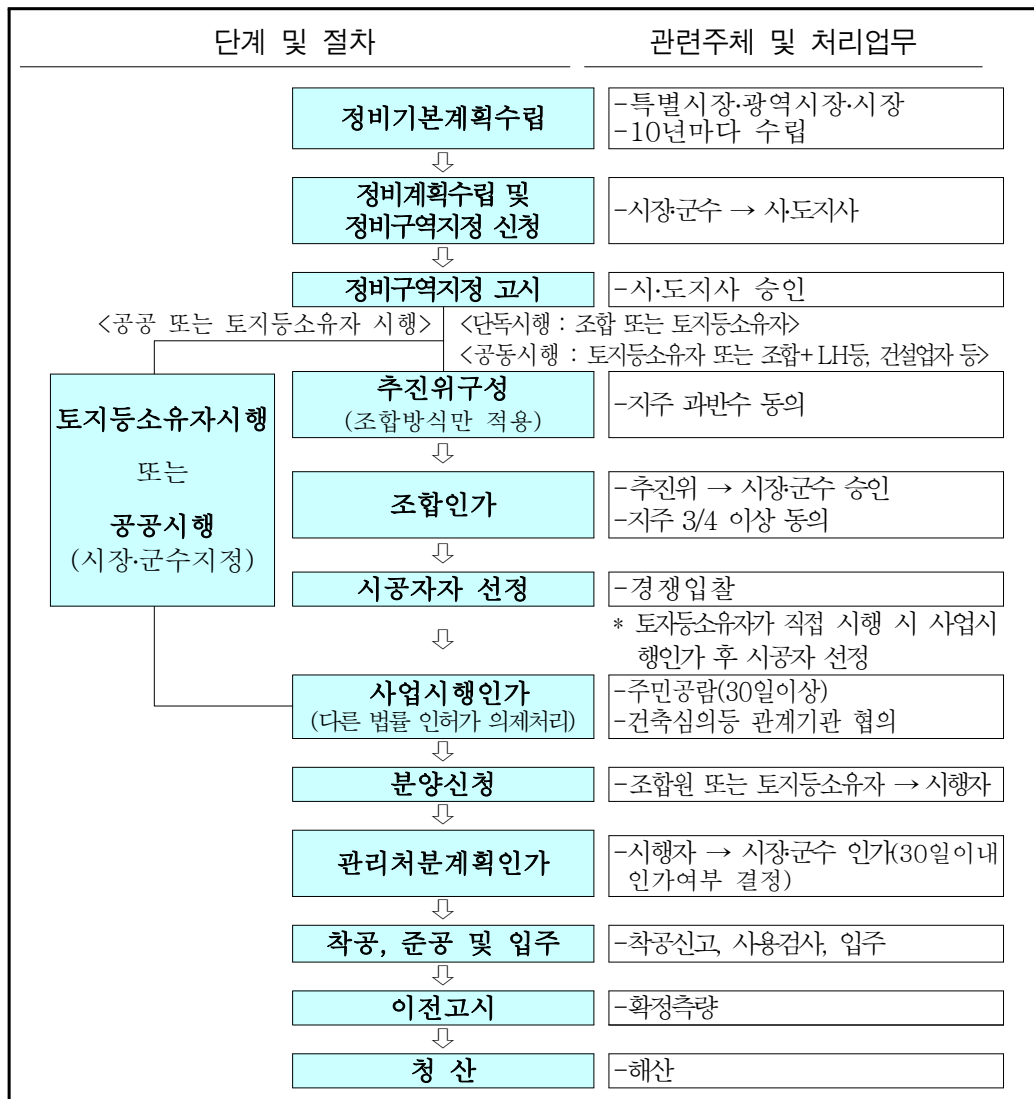 단계 및 절차
관련주체 및 처리업무
정비기본계획수립
-특별시장·광역시장·시장
-10년마다 수립
정비계획수립 및
정비구역지정 신청
-시장·군수 → 시·도지사
정비구역지정 고시
-시·도지사 승인
<공공 또는 토지등소유자 시행>
<단독시행 : 조합 또는 토지등소유자>
<공동시행 : 토지등소유자 또는 조합+LH등, 건설업자 등>
토지등소유자시행
또는
공공시행
(시장·군수지정)
추진위구성
(조합방식만 적용)
-지주 과반수 동의
조합인가
-추진위 → 시장·군수 승인
-지주 3/4 이상 동의
시공자자 선정
-경쟁입찰
* 토자등소유자가 직접 시행 시 사업시
행인가 후 시공자 선정
사업시행인가
(다른 법률 인허가 의제처리)
-주민공람(30일이상)
-건축심의등 관계기관 협의
분양신청
-조합원 또는 토지등소유자 → 시행자
관리처분계획인가
-시행자 → 시장·군수 인가(30일이내
인가여부 결정)
착공, 준공 및 입주
-착공신고, 사용검사, 입주
이전고시
-확정측량
청 산
-해산